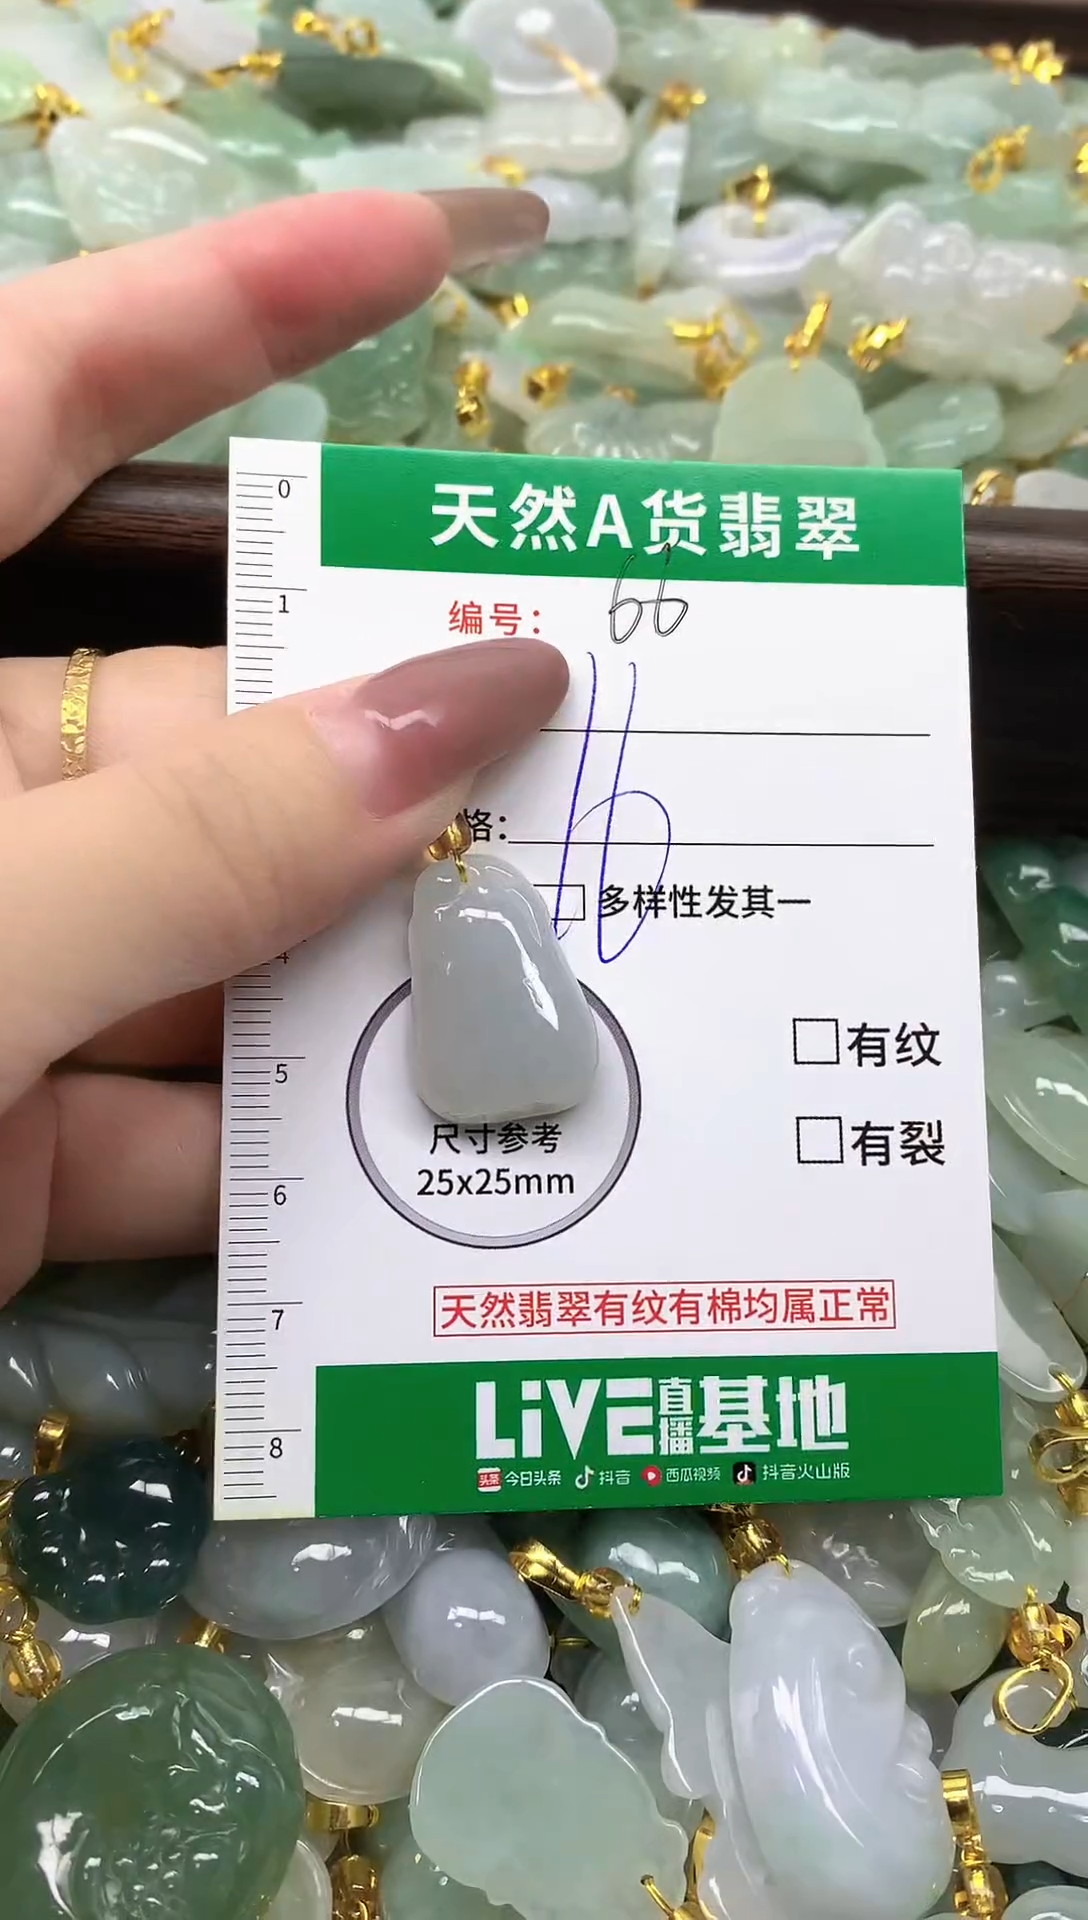 天然A货翡翠
0
1
编号： 66
16
格：
多样性发其一
4
5
有纹
尺寸参考
有裂
25x25mm
6
天然翡翠有纹有棉均属正常
7
LiVE直播基地
8
头条 今日头条 抖音 西瓜视频 抖音火山版